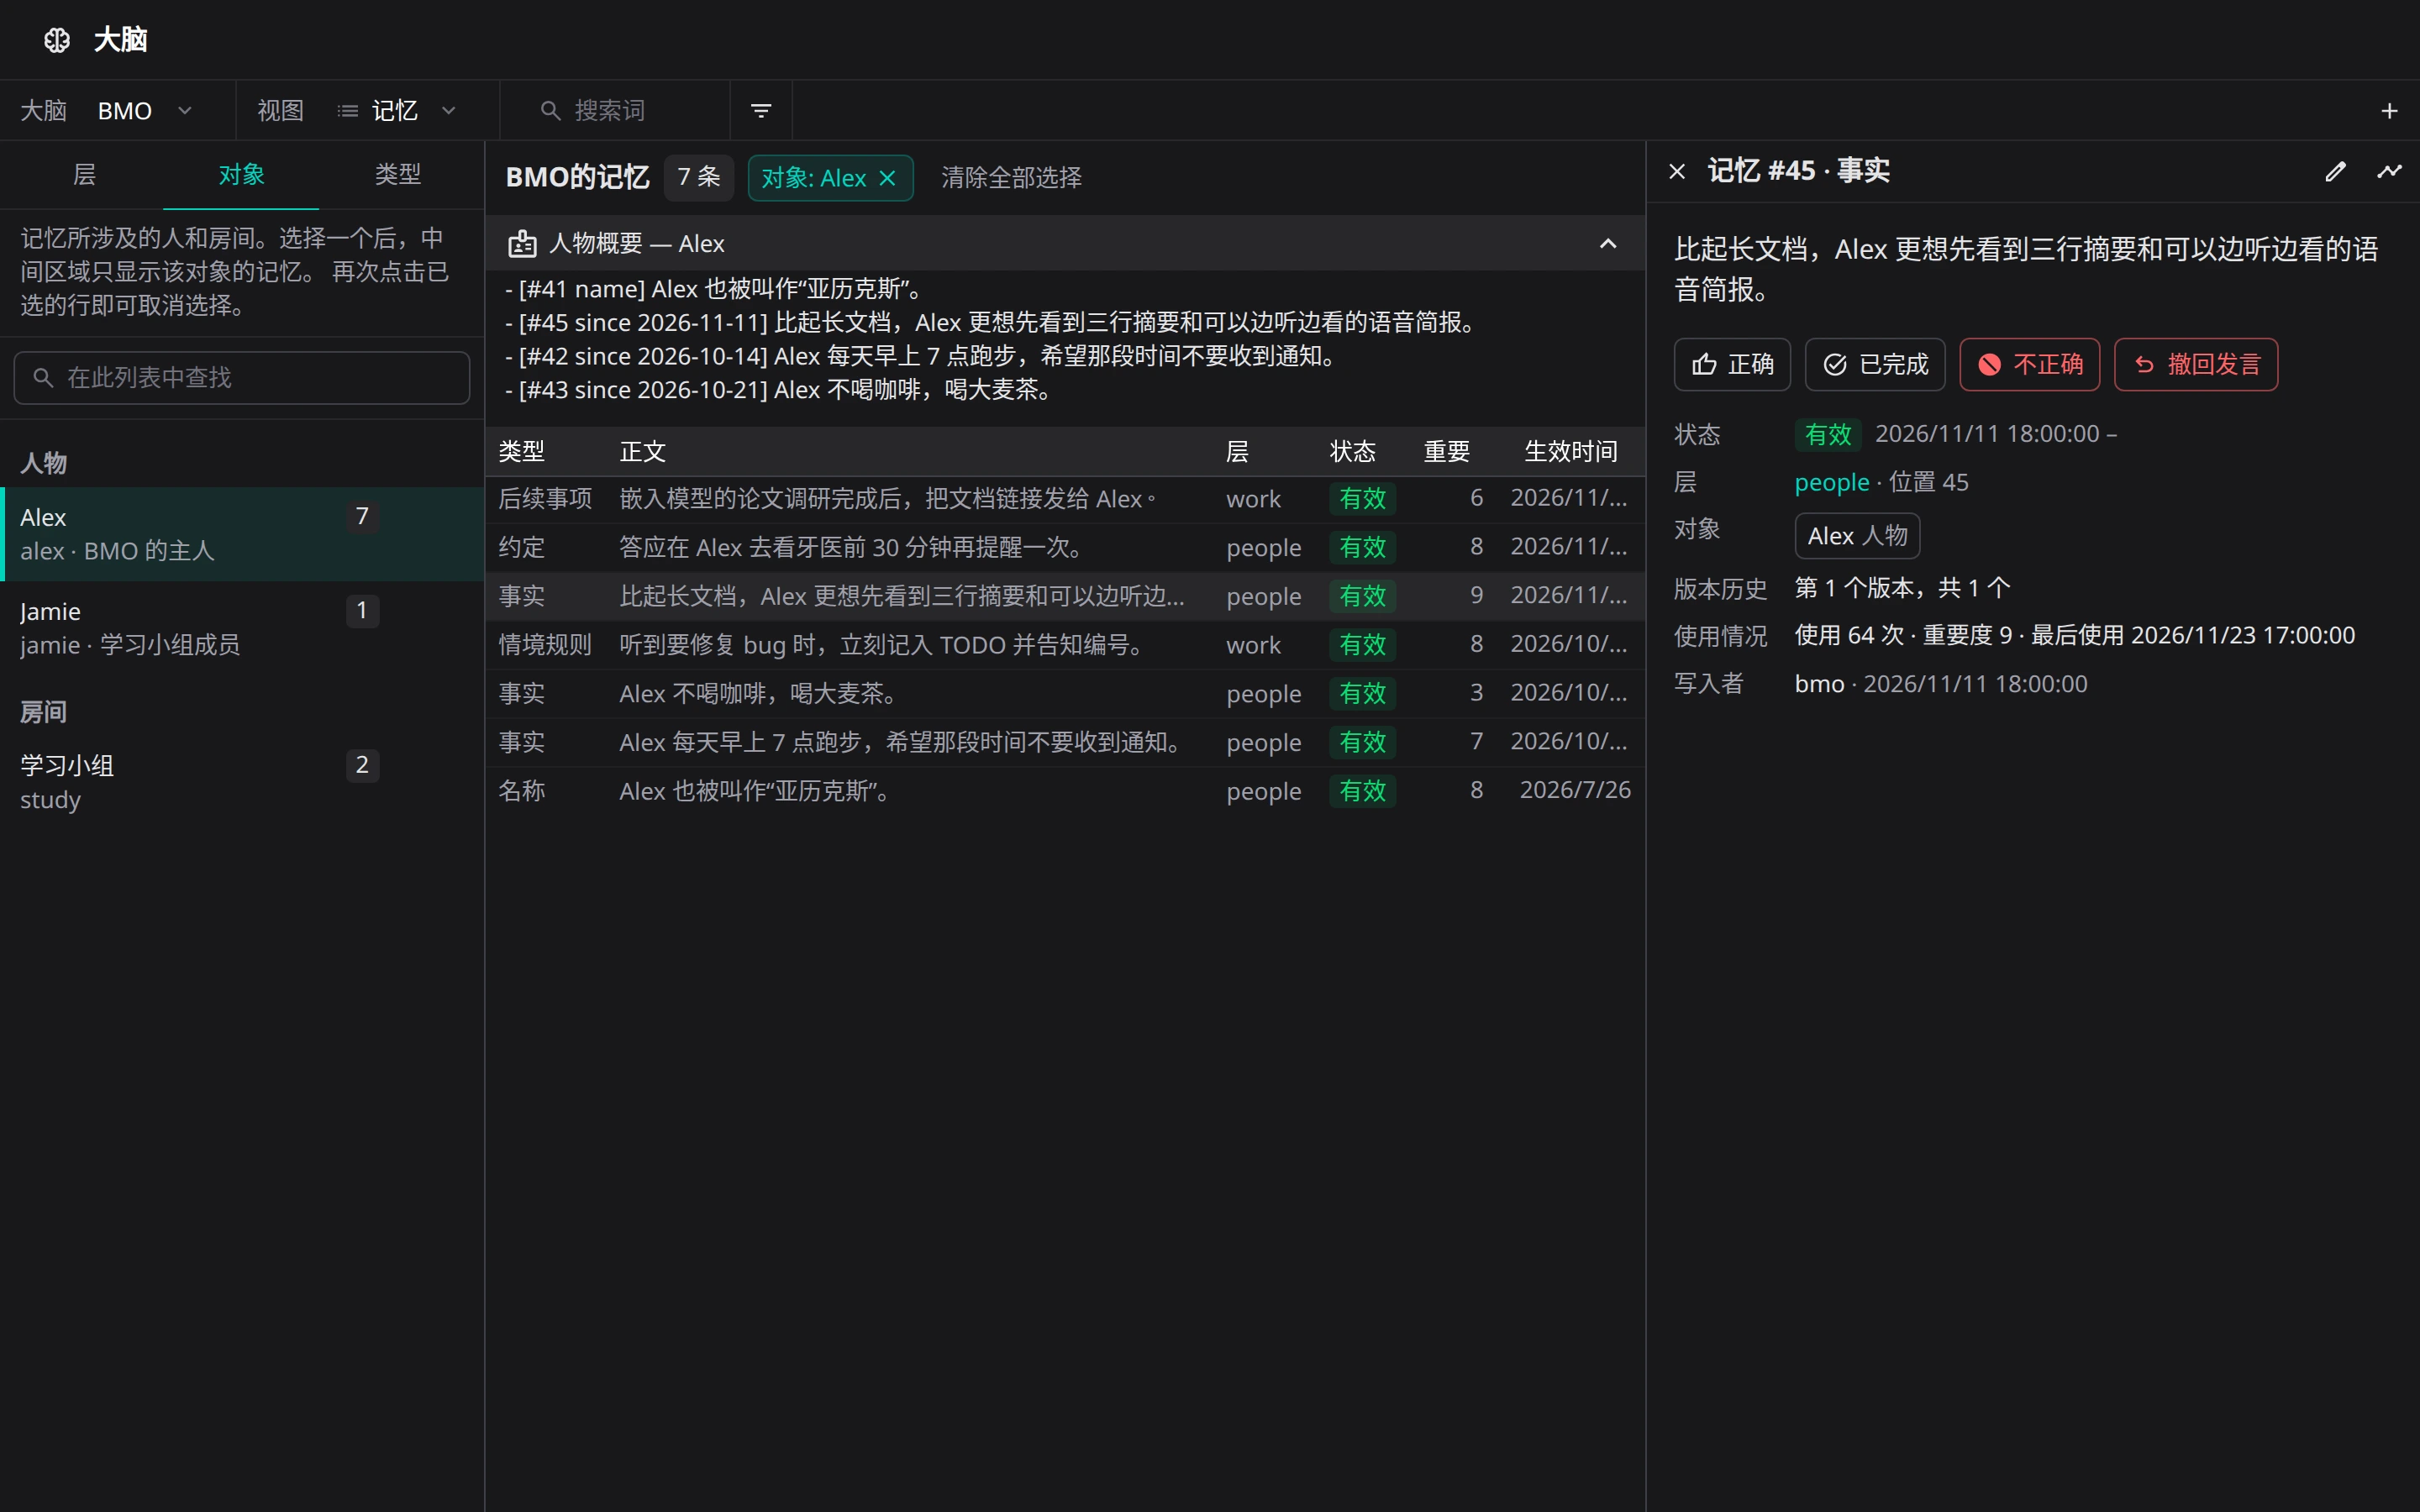 大脑
大脑 BMO 视图 记忆 搜索词
层 对象 类型
记忆所涉及的人和房间。选择一个后，中
间区域只显示该对象的记忆。 再次点击已
选的行即可取消选择。
在此列表中查找
人物
Alex 7
alex · BMO 的主人
Jamie 1
jamie · 学习小组成员
房间
学习小组 2
study
BMO的记忆 7 条 对象: Alex 清除全部选择
人物概要 — Alex
- [#41 name] Alex 也被叫作“亚历克斯”。
- [#45 since 2026-11-11] 比起长文档，Alex 更想先看到三行摘要和可以边听边看的语音简报。
- [#42 since 2026-10-14] Alex 每天早上 7 点跑步，希望那段时间不要收到通知。
- [#43 since 2026-10-21] Alex 不喝咖啡，喝大麦茶。
类型 正文 层 状态 重要 生效时间
后续事项 嵌入模型的论文调研完成后，把文档链接发给 Alex。 work 有效 6 2026/11/...
约定 答应在 Alex 去看牙医前 30 分钟再提醒一次。 people 有效 8 2026/11/...
事实 比起长文档，Alex 更想先看到三行摘要和可以边听边... people 有效 9 2026/11/...
情境规则 听到要修复 bug 时，立刻记入 TODO 并告知编号。 work 有效 8 2026/10/...
事实 Alex 不喝咖啡，喝大麦茶。 people 有效 3 2026/10/...
事实 Alex 每天早上 7 点跑步，希望那段时间不要收到通知。 people 有效 7 2026/10/...
名称 Alex 也被叫作“亚历克斯”。 people 有效 8 2026/7/26
记忆 #45 · 事实
比起长文档，Alex 更想先看到三行摘要和可以边听边看的语
音简报。
正确 已完成 不正确 撤回发言
状态 有效 2026/11/11 18:00:00 –
层 people · 位置 45
对象 Alex 人物
版本历史 第 1 个版本，共 1 个
使用情况 使用 64 次 · 重要度 9 · 最后使用 2026/11/23 17:00:00
写入者 bmo · 2026/11/11 18:00:00